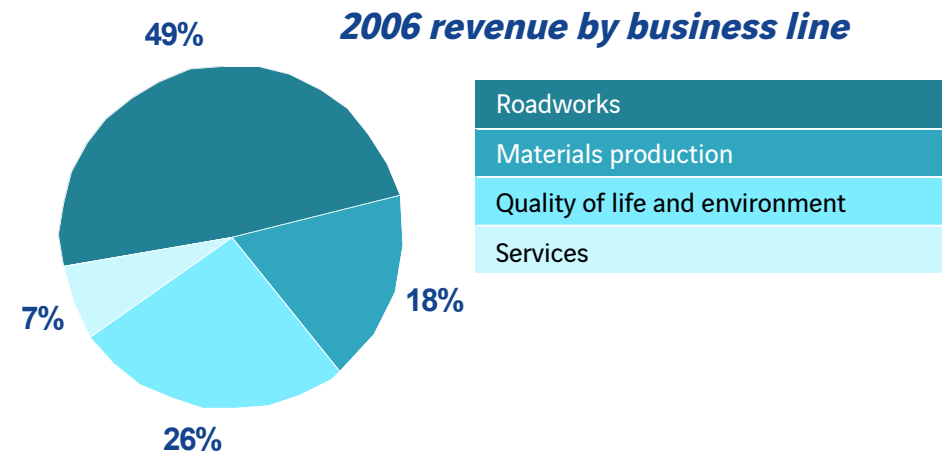 2006 revenue by business line
49%
Roadworks
Materials production
Quality of life and environment
Services
18%
7%
26%